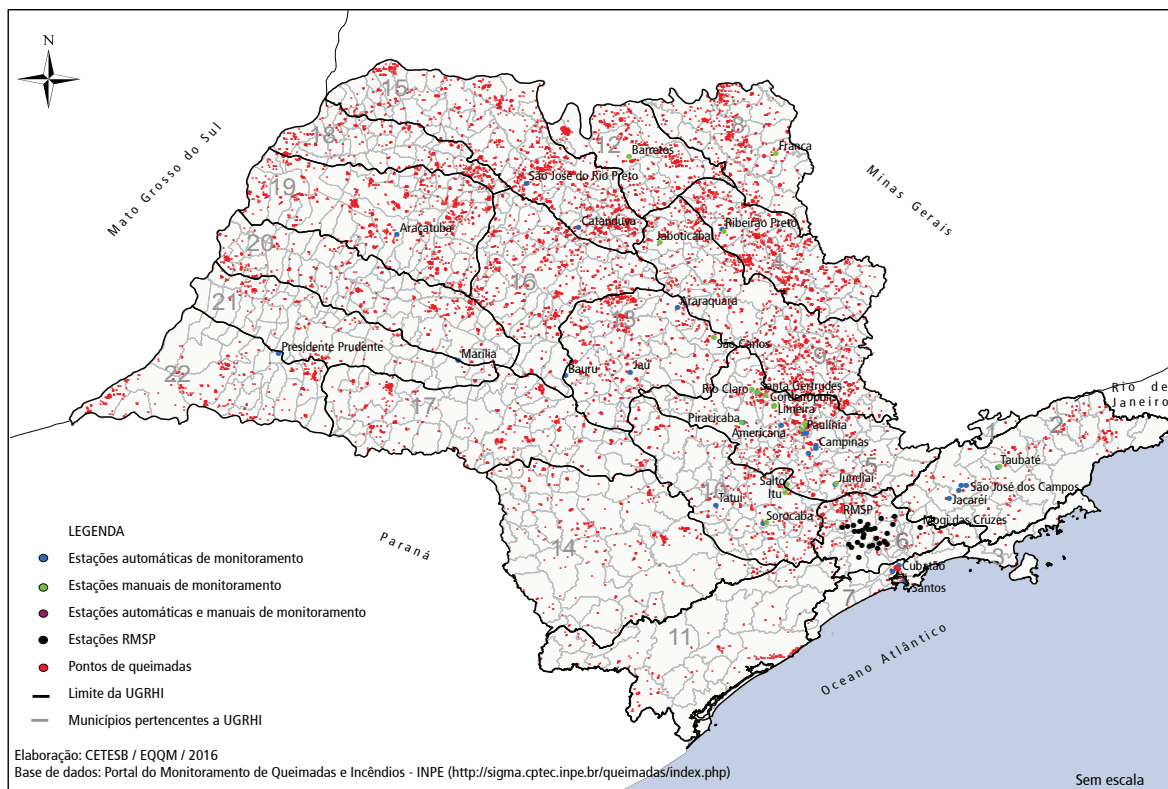 N
Mato Grosso do Sul
Minas Gerais
Rio de
Janeiro
Paraná
Oceano Atlântico
15
18
19
20
21
22
17
16
12
8
4
9
13
5
10
14
11
6
7
3
1
2
Barretos
Franca
São José do Rio Preto
Catanduva
Ribeirão Preto
Jaboticabal
Araçatuba
Araraquara
São Carlos
Presidente Prudente
Marília
Bauru
Jaú
Rio Claro
Santa Gertrudes
Cordeirópolis
Limeira
Piracicaba
Paulínia
Americana
Campinas
Taubaté
Salto
Itu
Jundiaí
São José dos Campos
Jacareí
Tatuí
Sorocaba
RMSP
Mogi das Cruzes
Cubatão
Santos
LEGENDA
Estações automáticas de monitoramento
Estações manuais de monitoramento
Estações automáticas e manuais de monitoramento
Estações RMSP
Pontos de queimadas
Limite da UGRHI
Municípios pertencentes a UGRHI
Elaboração: CETESB / EQQM / 2016
Base de dados: Portal do Monitoramento de Queimadas e Incêndios - INPE (http://sigma.cptec.inpe.br/queimadas/index.php)
Sem escala